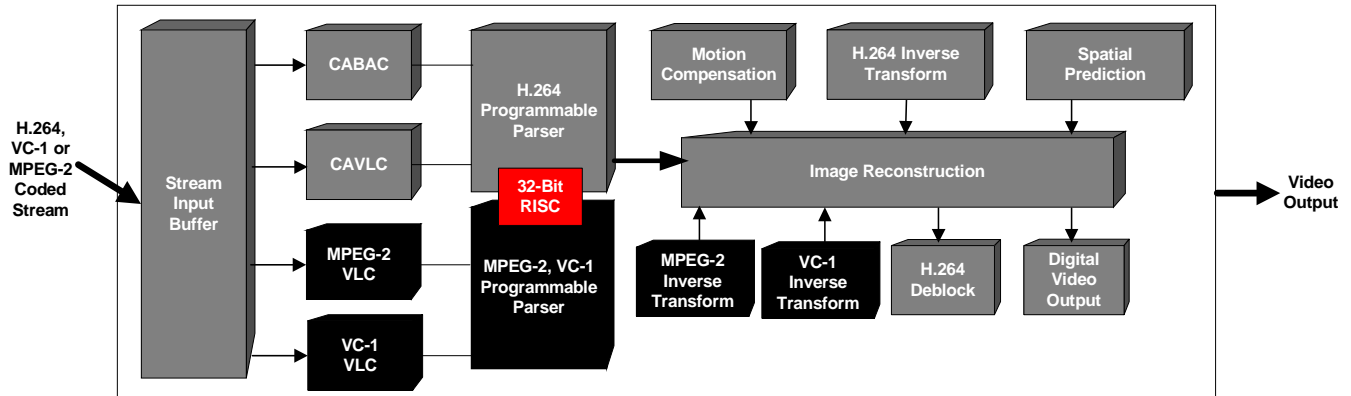 H.264,
VC-1 or
MPEG-2
Coded
Stream
Stream
Input
Buffer
CABAC
CAVLC
MPEG-2
VLC
VC-1
VLC
H.264
Programmable
Parser
32-Bit
RISC
MPEG-2, VC-1
Programmable
Parser
Motion
Compensation
H.264 Inverse
Transform
Spatial
Prediction
Image Reconstruction
MPEG-2
Inverse
Transform
VC-1
Inverse
Transform
H.264
Deblock
Digital
Video
Output
Video
Output